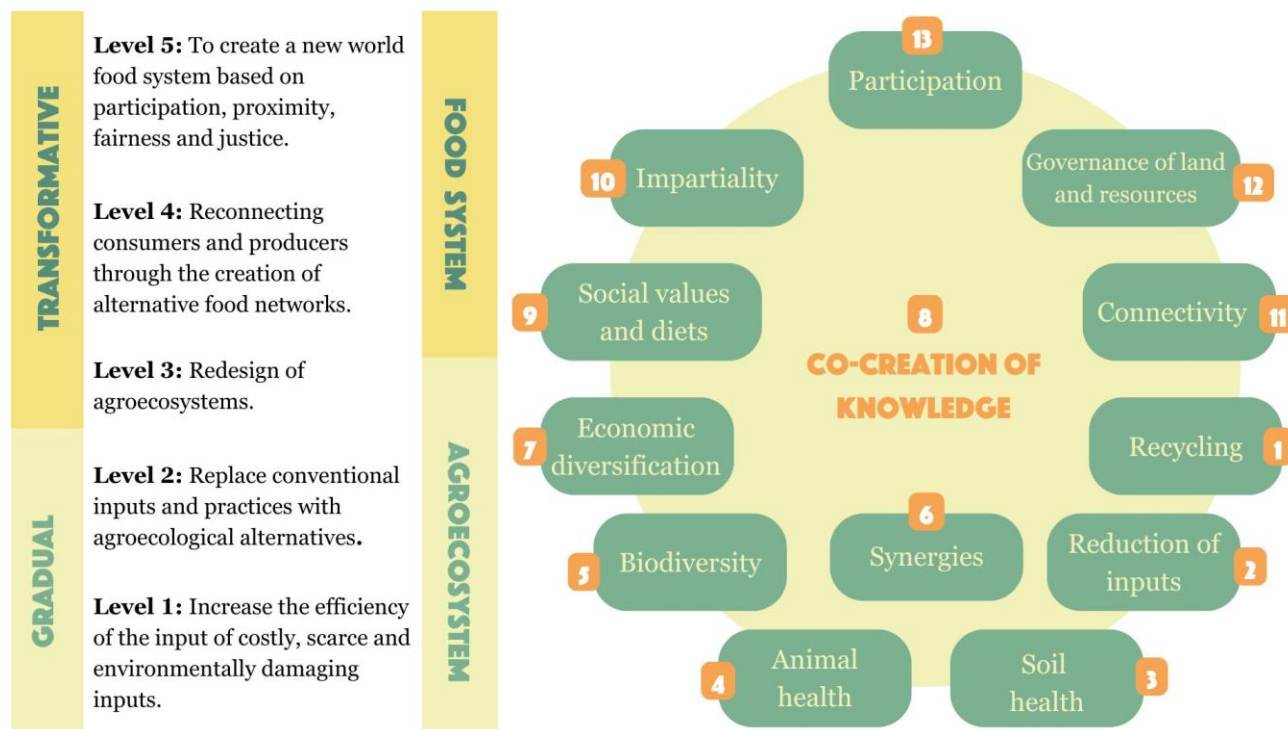 TRANSFORMATIVE
GRADUAL
Level 5: To create a new world
food system based on
participation, proximity,
fairness and justice.
Level 4: Reconnecting
consumers and producers
through the creation of
alternative food networks.
Level 3: Redesign of
agroecosystems.
Level 2: Replace conventional
inputs and practices with
agroecological alternatives.
Level 1: Increase the efficiency
of the input of costly, scarce and
environmentally damaging
inputs.
FOOD SYSTEM
AGROECOSYSTEM
13
Participation
10 Impartiality
Governance of land
and resources
12
9
Social values
and diets
8
CO-CREATION OF
KNOWLEDGE
Connectivity 11
7
Economic
diversification
Recycling 1
5 Biodiversity
6
Synergies
Reduction of
inputs
2
4
Animal
health
Soil
health
3